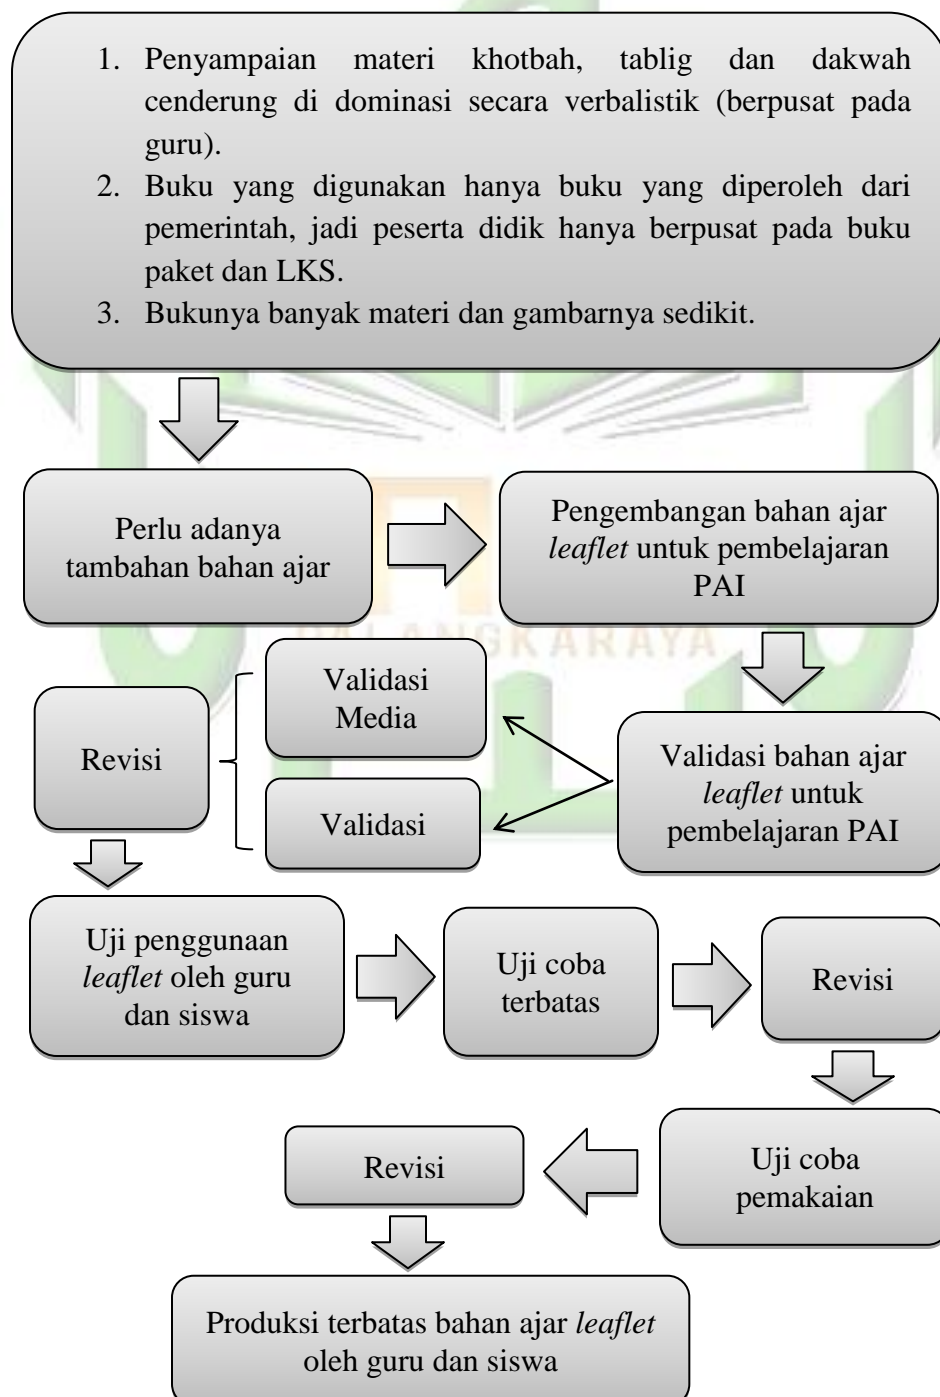 1. Penyampaian materi khotbah, tablig dan dakwah
cenderung di dominasi secara verbalistik (berpusat pada
guru).
2. Buku yang digunakan hanya buku yang diperoleh dari
pemerintah, jadi peserta didik hanya berpusat pada buku
paket dan LKS.
3. Bukunya banyak materi dan gambarnya sedikit.
Perlu adanya
tambahan bahan ajar
Pengembangan bahan ajar
leaflet untuk pembelajaran
PAI
PALANGKARAYA
Validasi bahan ajar
leaflet untuk
pembelajaran PAI
Validasi
Media
Validasi
Revisi
Uji penggunaan
leaflet oleh guru
dan siswa
Uji coba
terbatas
Revisi
Uji coba
pemakaian
Revisi
Produksi terbatas bahan ajar leaflet
oleh guru dan siswa